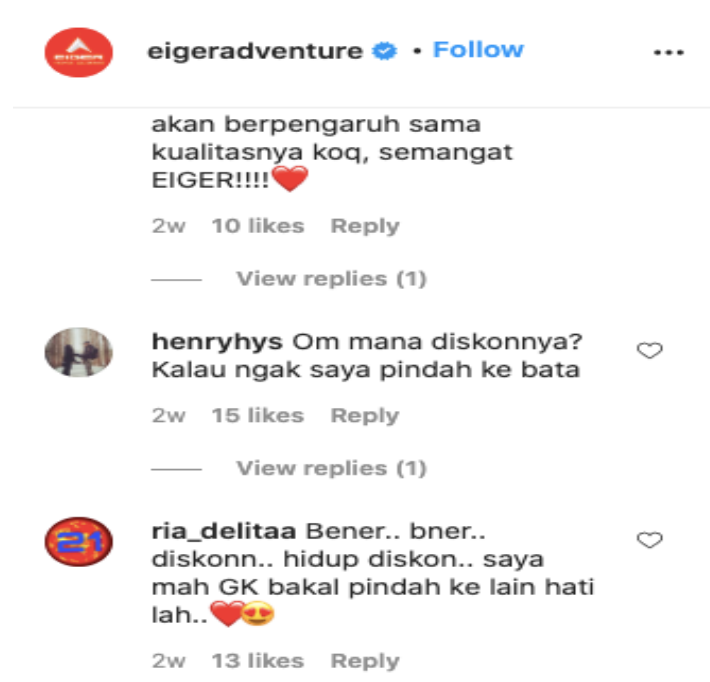 EIGER
eigeradventure • Follow
akan berpengaruh sama
kualitasnya koq, semangat
EIGER!!!!❤️
2w 10 likes Reply
View replies (1)
henryhys Om mana diskonnya?
Kalau ngak saya pindah ke bata
2w 15 likes Reply
View replies (1)
21
ria_delitaa Bener.. bner..
diskonn.. hidup diskon.. saya
mah GK bakal pindah ke lain hati
lah..❤️😍
2w 13 likes Reply